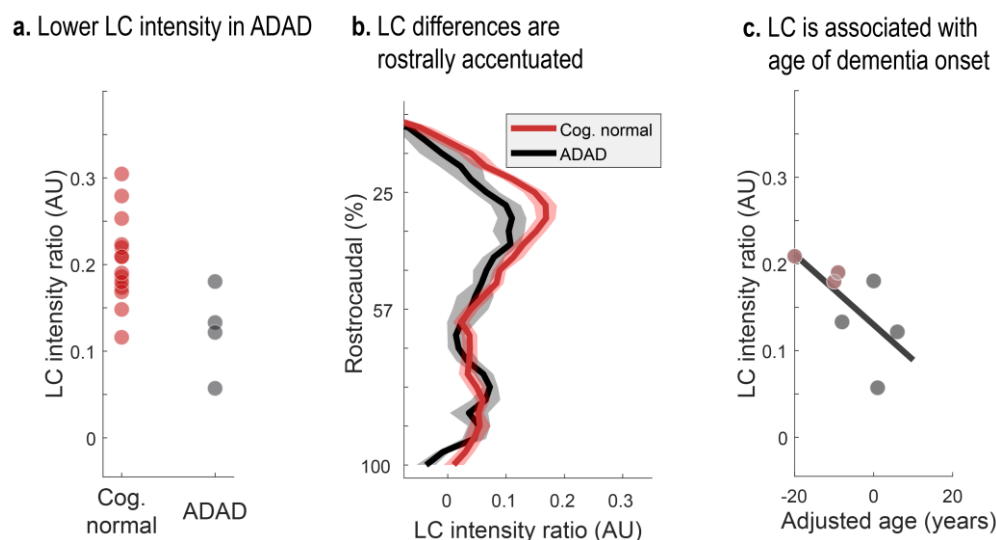 a. Lower LC intensity in ADAD
LC intensity ratio (AU)
0.3
0.2
0.1
0
Cog.
normal
ADAD
b. LC differences are
rostrally accentuated
Cog. normal
ADAD
Rostrocaudal (%)
25
57
100
0
0.1
0.2
0.3
LC intensity ratio (AU)
c. LC is associated with
age of dementia onset
LC intensity ratio (AU)
0.3
0.2
0.1
0
-20
0
20
Adjusted age (years)